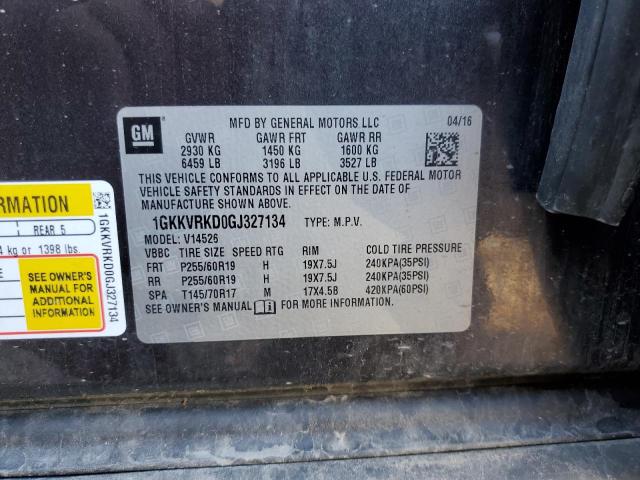 GM
MFD BY GENERAL MOTORS LLC 04/16
GVWR GAWR FRT GAWR RR
2930 KG 1450 KG 1600 KG
6459 LB 3196 LB 3527 LB
THIS VEHICLE CONFORMS TO ALL APPLICABLE U.S. FEDERAL MOTOR
VEHICLE SAFETY STANDARDS IN EFFECT ON THE DATE OF
MANUFACTURE SHOWN ABOVE.
1GKKVRKD0GJ327134 TYPE: M.P.V.
MODEL: V14526
VBBC TIRE SIZE SPEED RTG RIM COLD TIRE PRESSURE
FRT P255/60R19 H 19X7.5J 240KPA(35PSI)
RR P255/60R19 H 19X7.5J 240KPA(35PSI)
SPA T145/70R17 M 17X4.5B 420KPA(60PSI)
SEE OWNER'S MANUAL FOR MORE INFORMATION.
RMATION
REAR 5
kg or 1398 lbs.
SEE OWNER'S
MANUAL FOR
ADDITIONAL
INFORMATION
1GKKVRKD0GJ327134